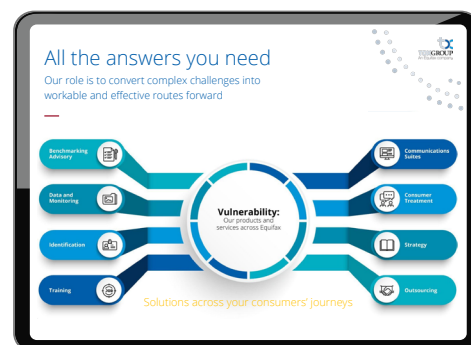 All the answers you need
Our role is to convert complex challenges into
workable and effective routes forward
An Equifax company
Benchmarking
Advisory
Data and
Monitoring
Identification
Training
Vulnerability:
Our products and
services across Equifax
Communications
Suites
Consumer
Treatment
Strategy
Outsourcing
Solutions across your consumers' journeys